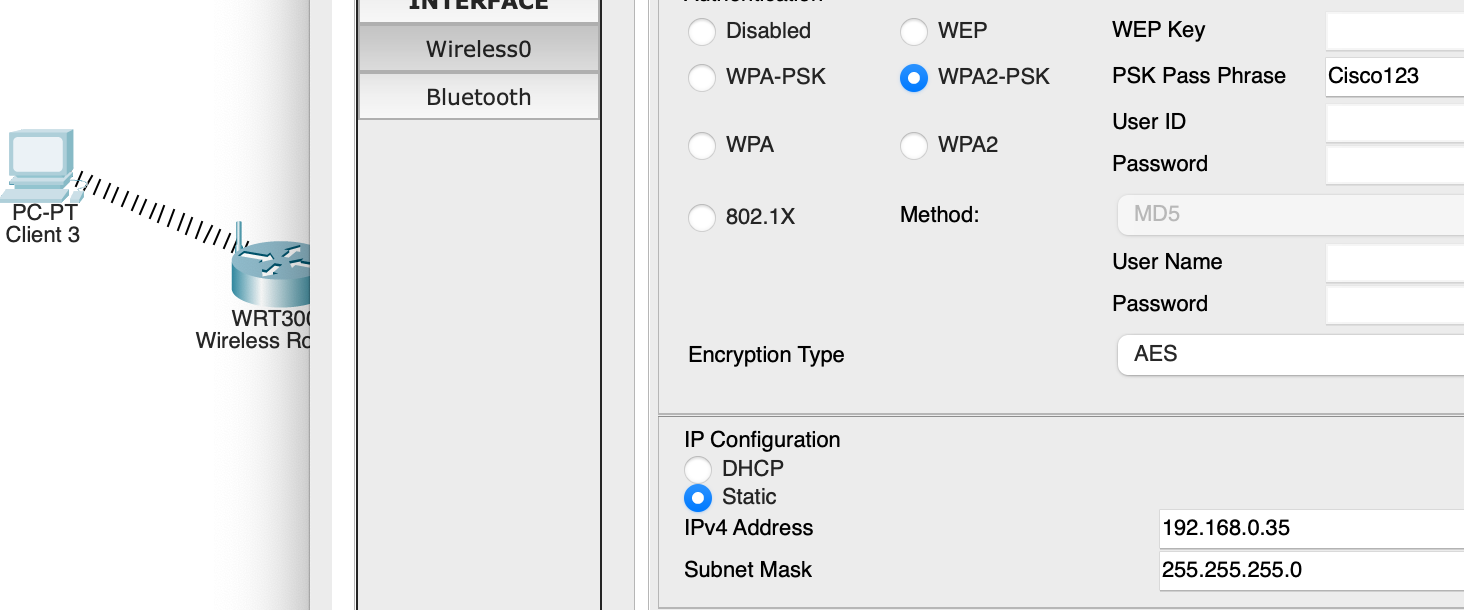 INTERFACE
Wireless0
Bluetooth
PC-PT
Client 3
Wireless
Authentication
Disabled
WEP
WEP Key
WPA-PSK
WPA2-PSK
PSK Pass Phrase
Cisco123
User ID
WPA
WPA2
Password
802.1X
Method:
MD5
User Name
Password
Encryption Type
AES
IP Configuration
DHCP
Static
IPv4 Address
192.168.0.35
Subnet Mask
255.255.255.0